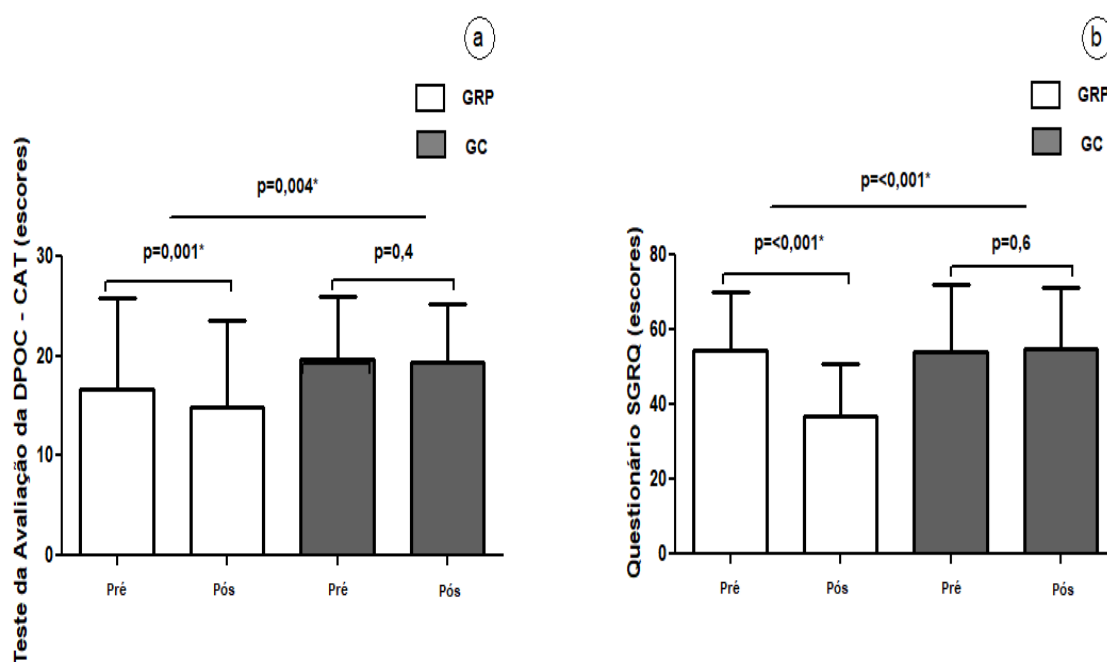 a
GRP
GC
p=0,004*
p=0,001*
p=0,4
Teste da Avaliação da DPOC - CAT (escores)
30
20
10
0
Pré
Pós
Pré
Pós
b
GRP
GC
p=<0,001*
p=<0,001*
p=0,6
Questionário SGRQ (escores)
80
60
40
20
0
Pré
Pós
Pré
Pós